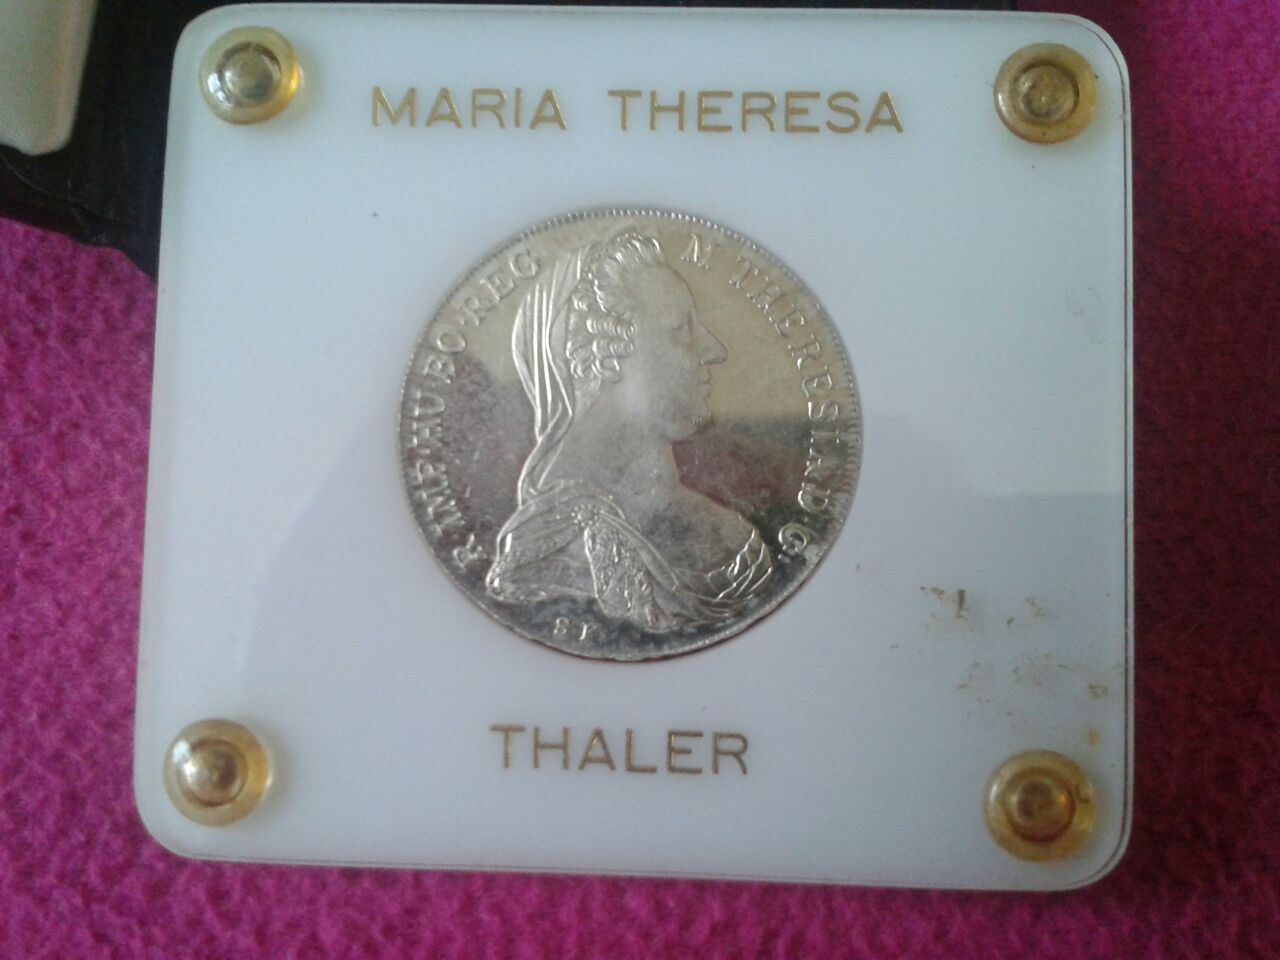 MARIA THERESA
R·IMP·HU·BO·REG·
M·THERESIA·D·G·
S·F·
THALER